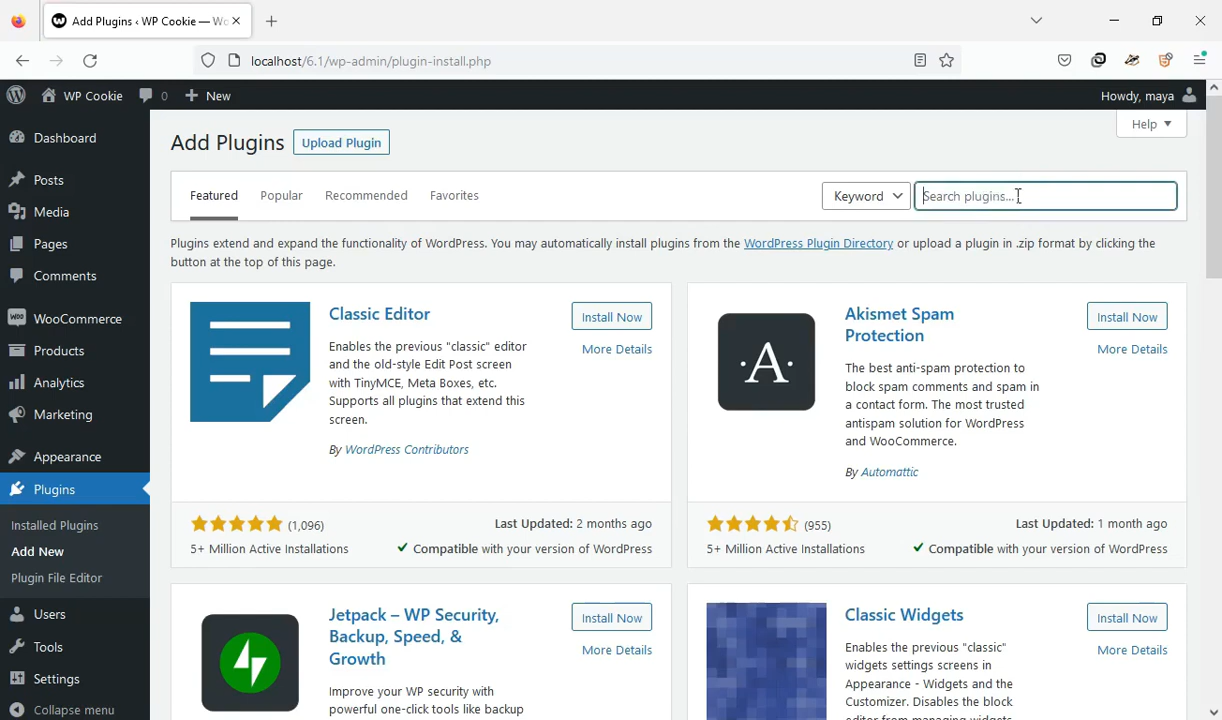 Add Plugins ‹ WP Cookie — Wo
localhost/6.1/wp-admin/plugin-install.php
WP Cookie
0
New
Howdy, maya
Dashboard
Posts
Media
Pages
Comments
WooCommerce
Products
Analytics
Marketing
Appearance
Plugins
Installed Plugins
Add New
Plugin File Editor
Users
Tools
Settings
Collapse menu
Help
Add Plugins
Upload Plugin
Featured
Popular
Recommended
Favorites
Keyword
Search plugins...
Plugins extend and expand the functionality of WordPress. You may automatically install plugins from the WordPress Plugin Directory or upload a plugin in .zip format by clicking the
button at the top of this page.
Classic Editor
Install Now
More Details
Enables the previous "classic" editor
and the old-style Edit Post screen
with TinyMCE, Meta Boxes, etc.
Supports all plugins that extend this
screen.
By WordPress Contributors
(1,096)
Last Updated: 2 months ago
5+ Million Active Installations
Compatible with your version of WordPress
A
Akismet Spam
Protection
Install Now
More Details
The best anti-spam protection to
block spam comments and spam in
a contact form. The most trusted
antispam solution for WordPress
and WooCommerce.
By Automattic
(955)
Last Updated: 1 month ago
5+ Million Active Installations
Compatible with your version of WordPress
Jetpack – WP Security,
Backup, Speed, &
Growth
Install Now
More Details
Improve your WP security with
powerful one-click tools like backup
Classic Widgets
Install Now
More Details
Enables the previous "classic"
widgets settings screens in
Appearance - Widgets and the
Customizer. Disables the block
editor from managing widgets